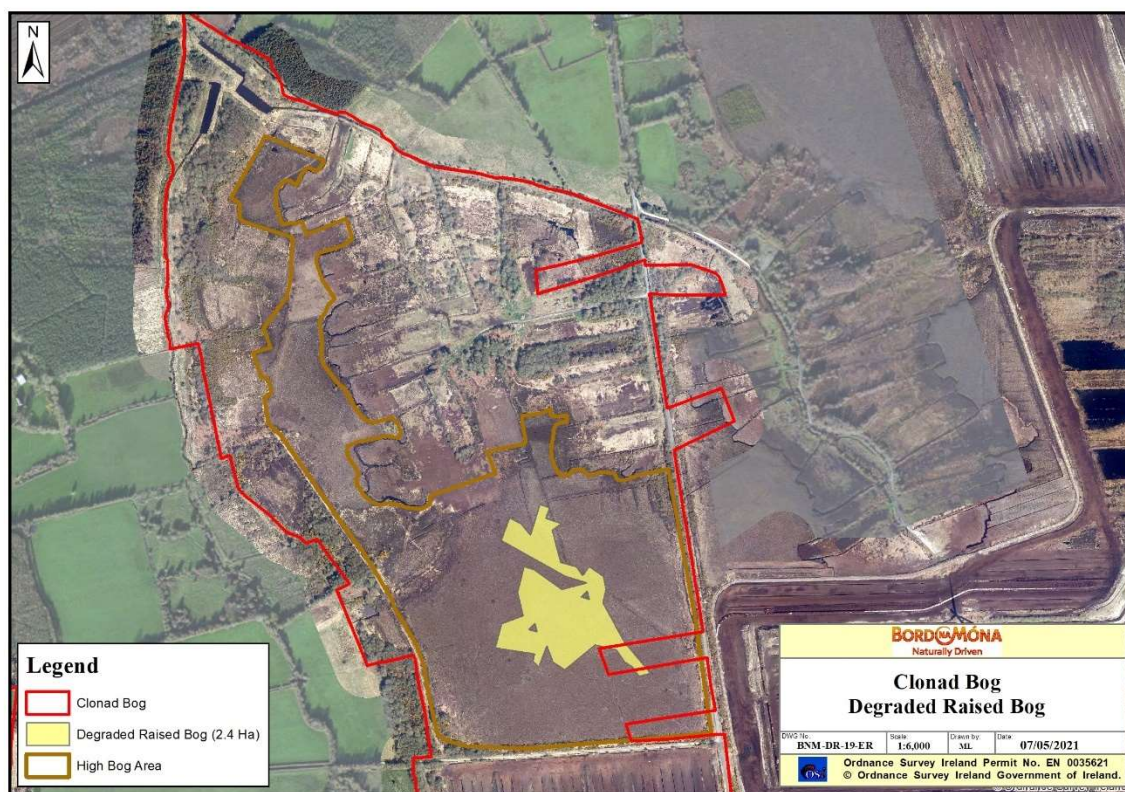 N
Legend
Clonad Bog
Degraded Raised Bog (2.4 Ha)
High Bog Area
BORD NA MÓNA
Naturally Driven
Clonad Bog
Degraded Raised Bog
DWG No: Scale: Drawn by: Date:
BNM-DR-19-ER 1:6,000 ML 07/05/2021
Ordnance Survey Ireland Permit No. EN 0035621
© Ordnance Survey Ireland Government of Ireland.